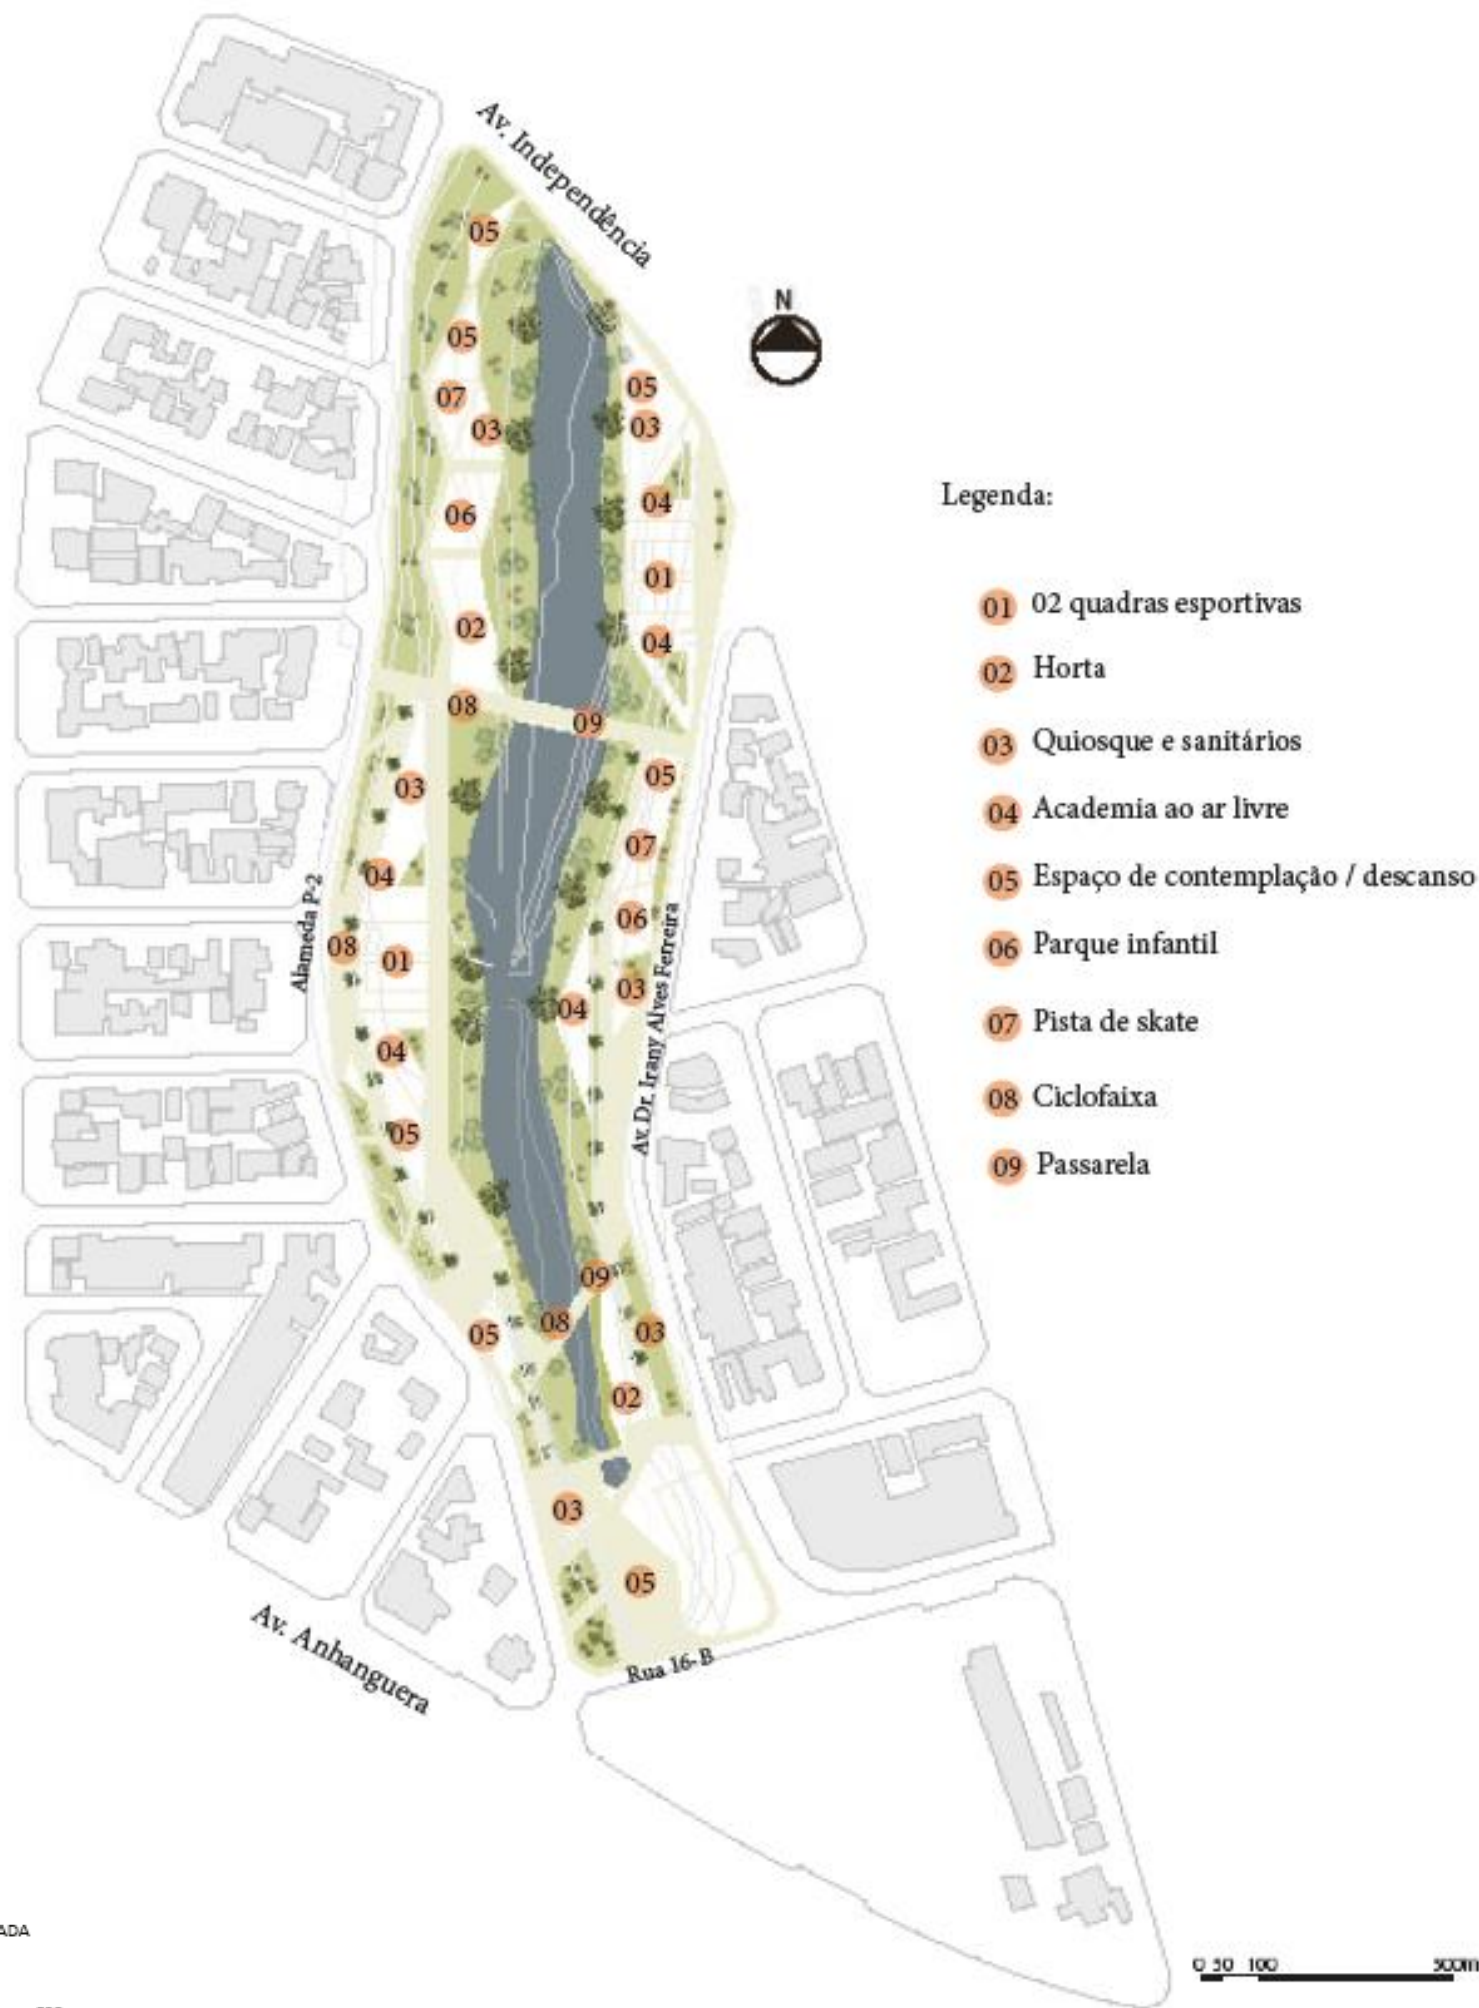 Av. Independência
05
N
05
05
07
03
03
04
Legenda:
06
01
01 02 quadras esportivas
02
04
02 Horta
08
09
03 Quiosque e sanitários
05
03
04 Academia ao ar livre
07
04
05 Espaço de contemplação / descanso
Alameda P-2
06
08
01
06 Parque infantil
03
04
Av. Dr. Irany Alves Ferreira
07 Pista de skate
04
08 Ciclofaixa
05
09 Passarela
09
08
03
05
02
03
05
Av. Anhanguera
Rua 16-B
ADA
0 50 100 300m